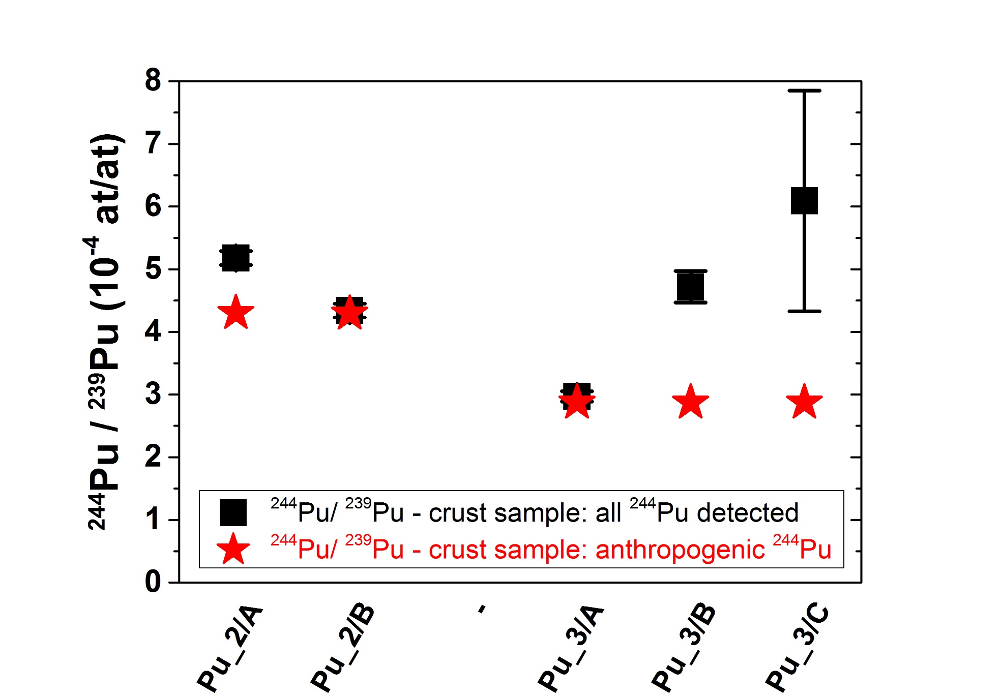 8
7
6
5
4
3
2
1
0
²⁴⁴Pu / ²³⁹Pu (10⁻⁴ at/at)
²⁴⁴Pu/ ²³⁹Pu - crust sample: all ²⁴⁴Pu detected
²⁴⁴Pu/ ²³⁹Pu - crust sample: anthropogenic ²⁴⁴Pu
Pu_2/A
Pu_2/B
-
Pu_3/A
Pu_3/B
Pu_3/C